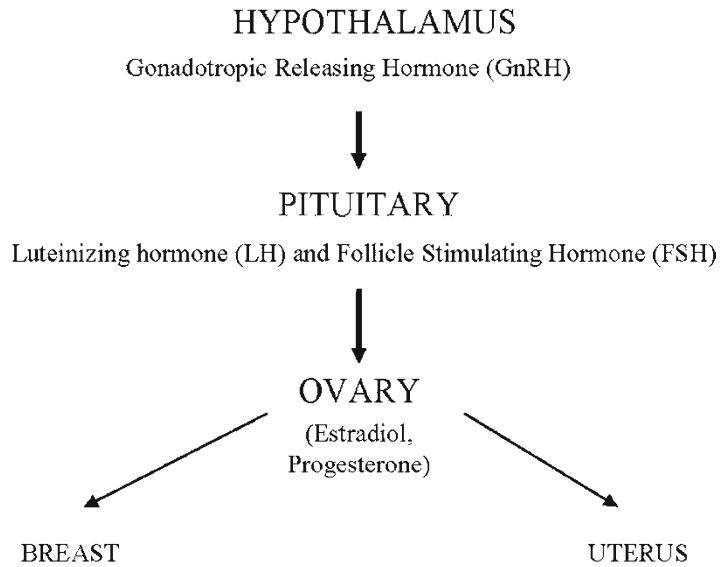 HYPOTHALAMUS
Gonadotropic Releasing Hormone (GnRH)
PITUITARY
Luteinizing hormone (LH) and Follicle Stimulating Hormone (FSH)
OVARY
(Estradiol,
Progesterone)
BREAST
UTERUS